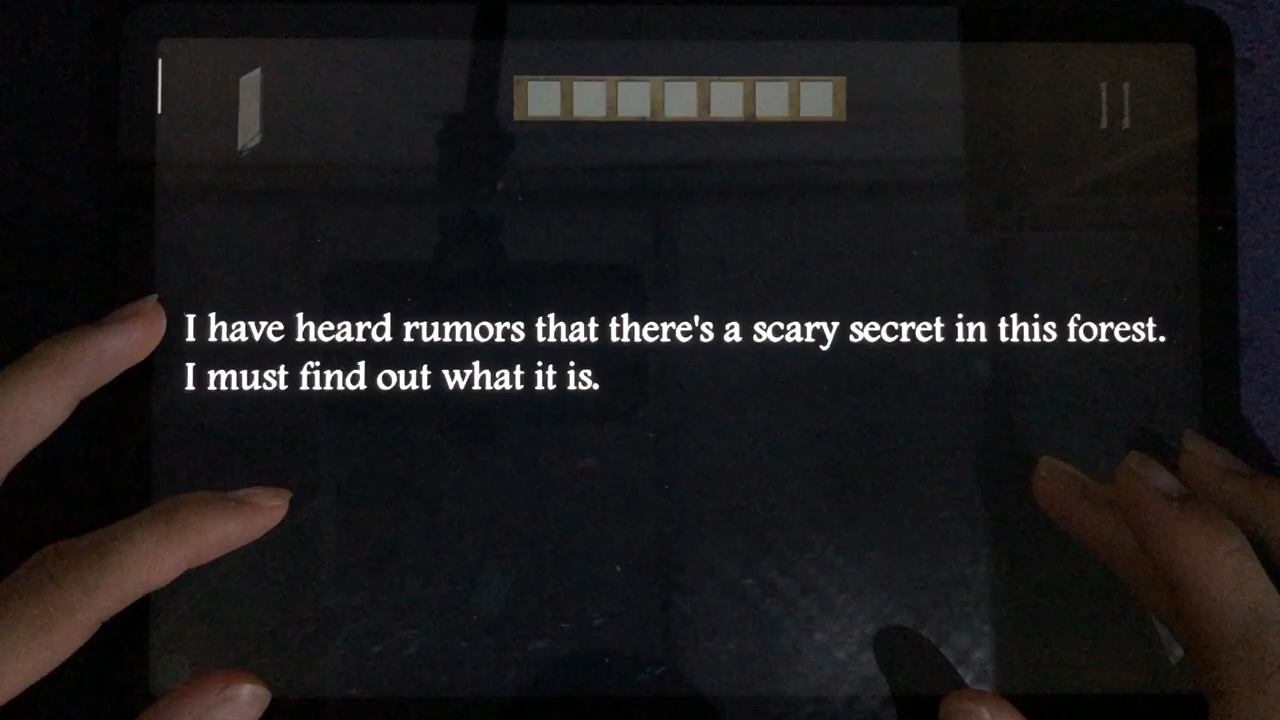 I have heard rumors that there's a scary secret in this forest.
I must find out what it is.